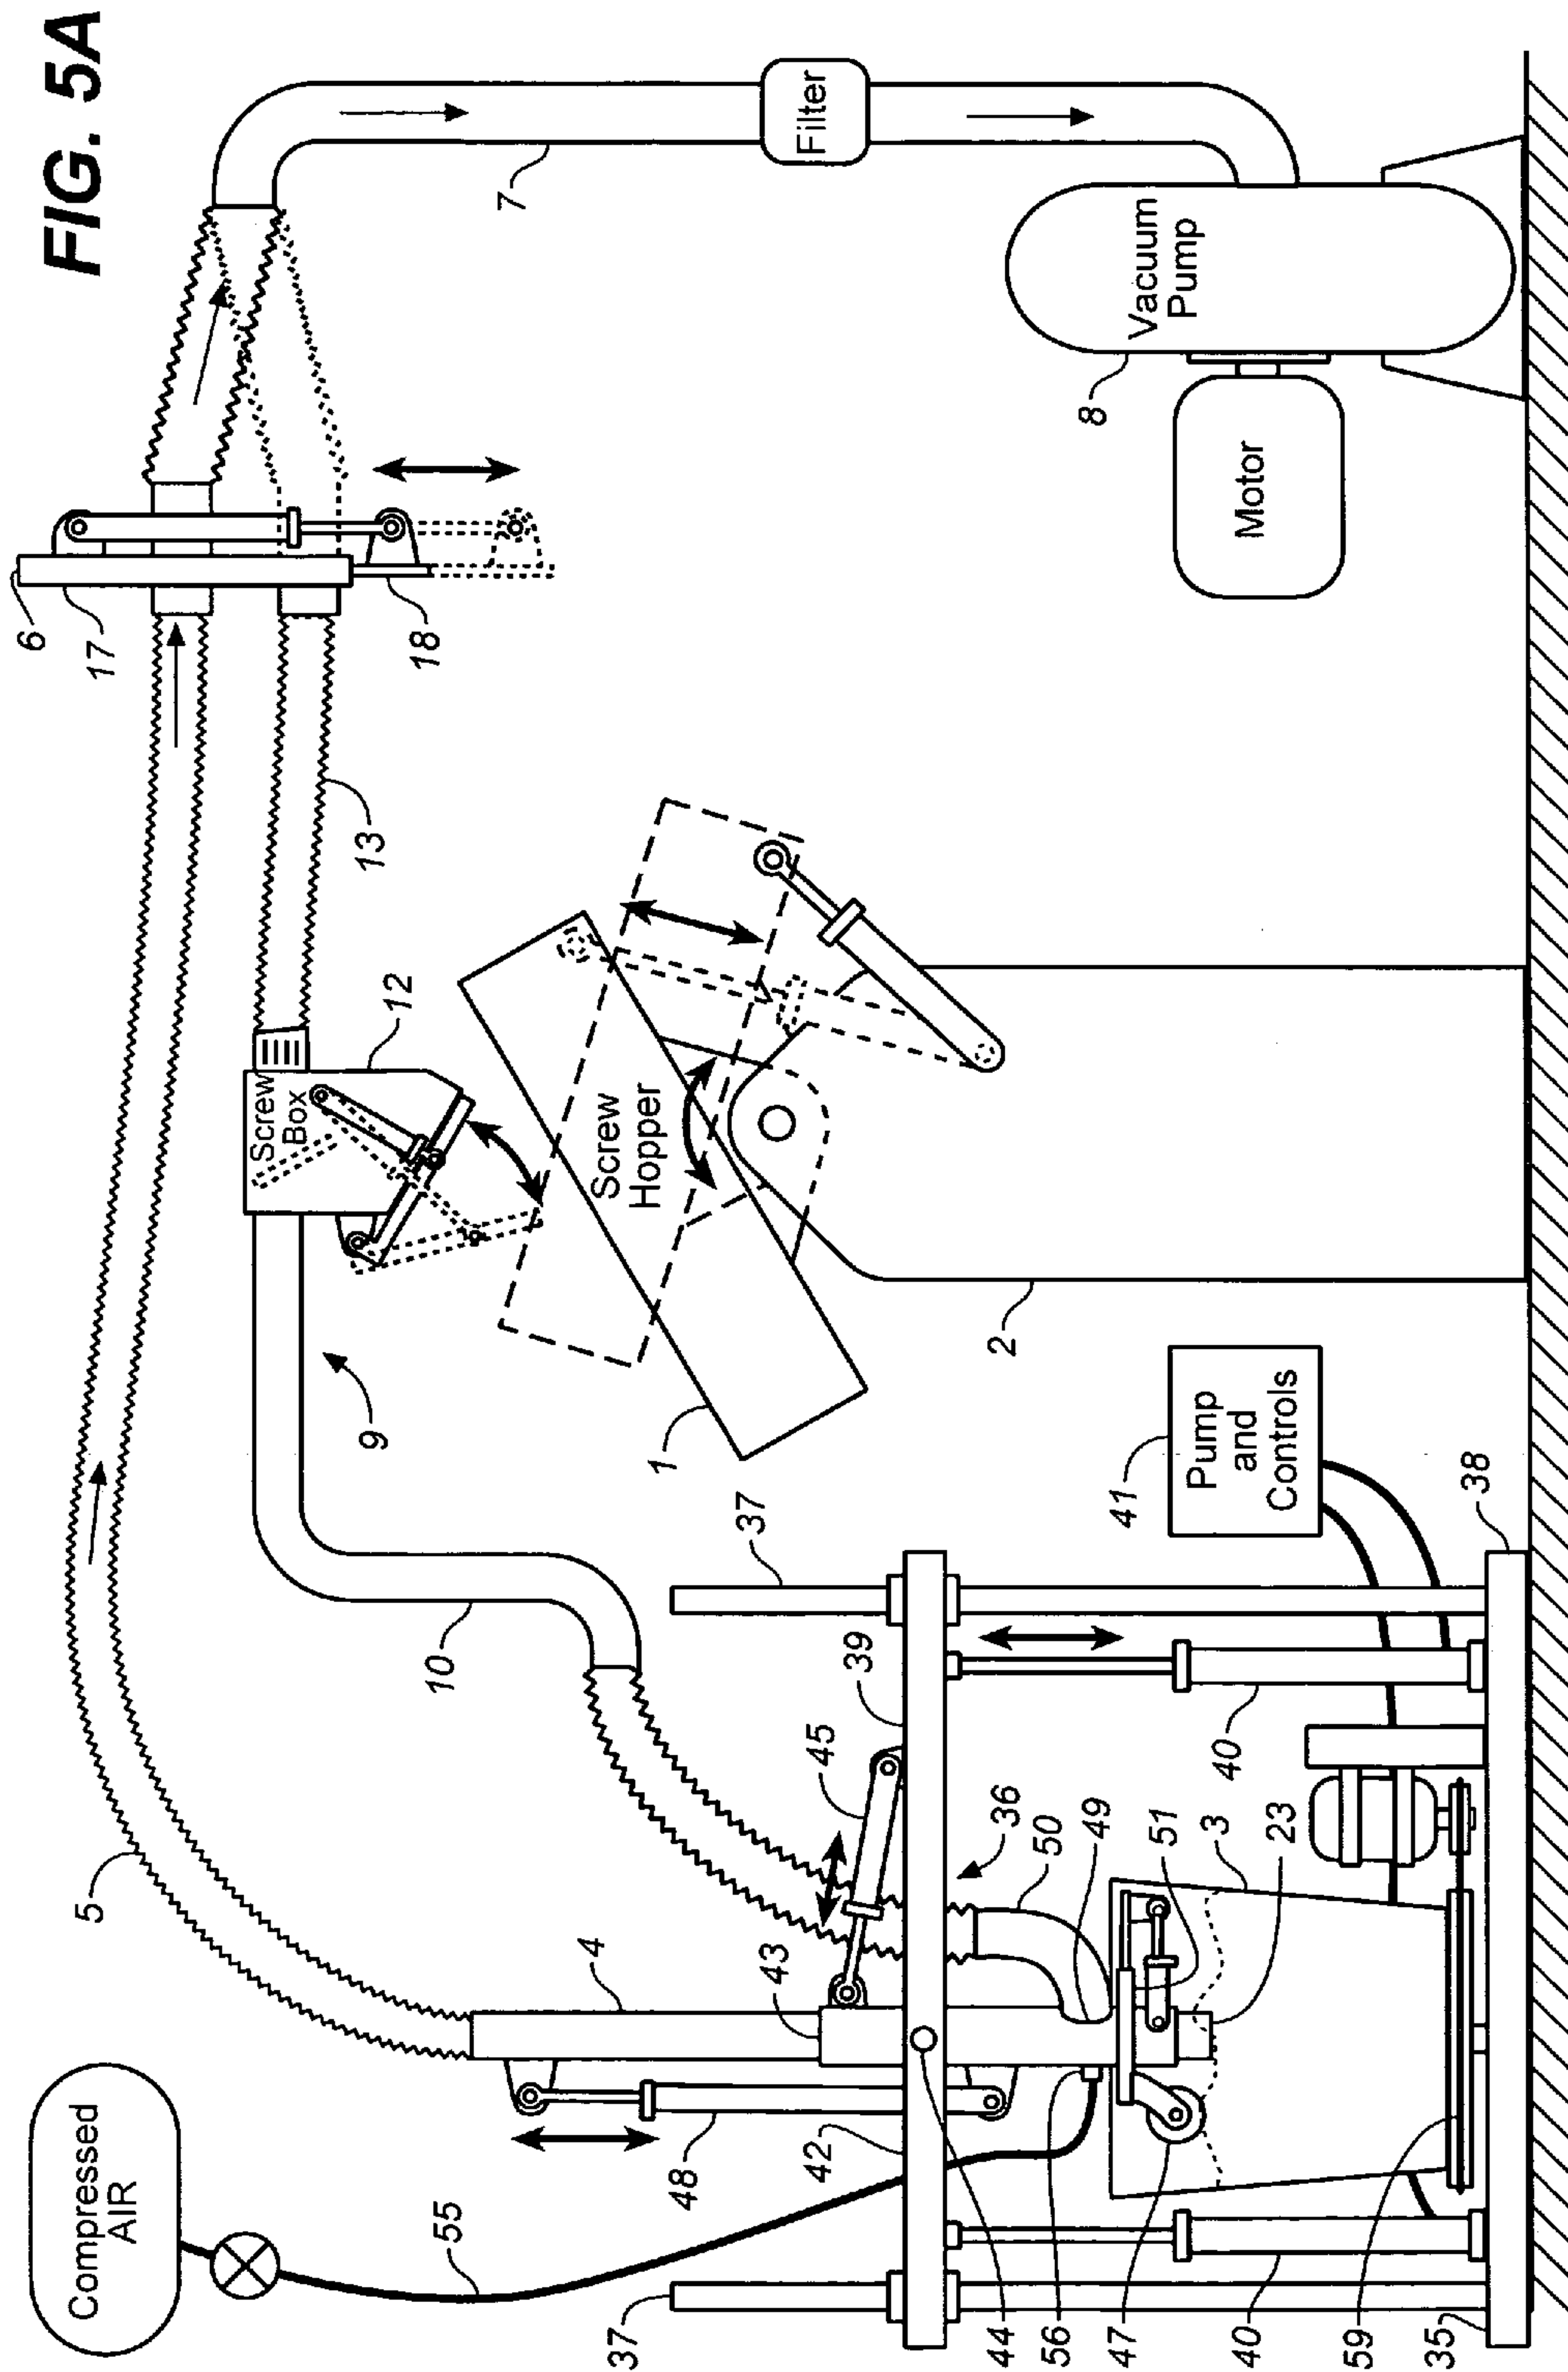 FIG. 5A
Compressed
AIR
55
5
4
48
42
43
45
39
10
9
37
37
44
56
47
40
59
35
36
50
49
51
3
23
40
38
41
Pump
and
Controls
1
2
Screw
Hopper
Screw
Box
12
13
6
17
18
7
Filter
8
Vacuum
Pump
Motor